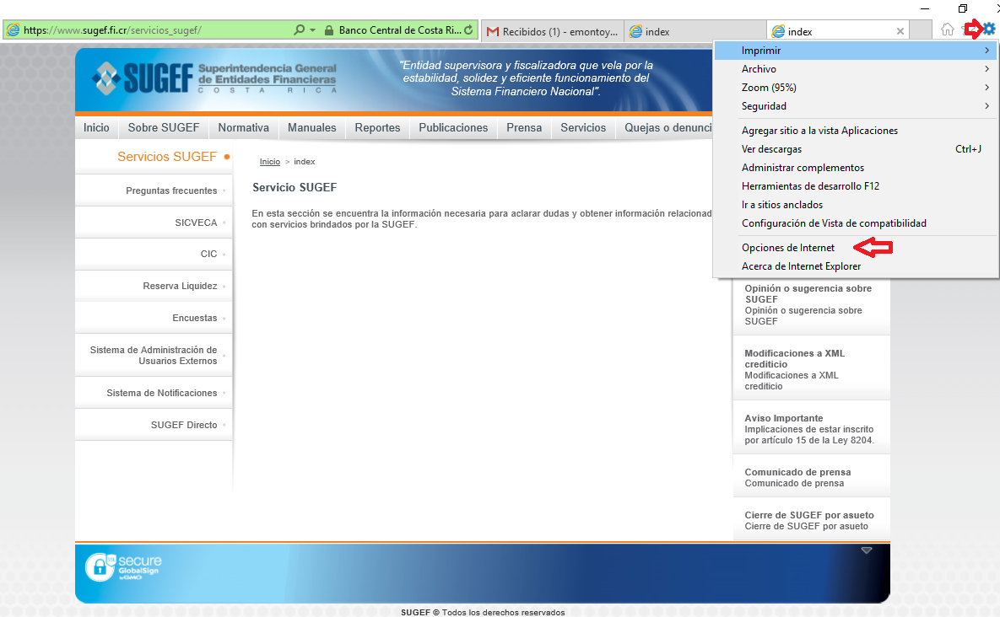 https://www.sugef.fi.cr/servicios_sugef/
Banco Central de Costa Ri...
Recibidos (1) - emontoy...
index
index
Imprimir
Archivo
Zoom (95%)
Seguridad
Agregar sitio a la vista Aplicaciones
Ver descargas Ctrl+J
Administrar complementos
Herramientas de desarrollo F12
Ir a sitios anclados
Configuración de Vista de compatibilidad
Opciones de Internet
Acerca de Internet Explorer
SUGEF Superintendencia General
de Entidades Financieras
COSTA RICA
"Entidad supervisora y fiscalizadora que vela por la
estabilidad, solidez y eficiente funcionamiento del
Sistema Financiero Nacional".
Inicio Sobre SUGEF Normativa Manuales Reportes Publicaciones Prensa Servicios Quejas o denunci
Servicios SUGEF
Preguntas frecuentes
SICVECA
CIC
Reserva Liquidez
Encuestas
Sistema de Administración de
Usuarios Externos
Sistema de Notificaciones
SUGEF Directo
Inicio > index
Servicio SUGEF
En esta sección se encuentra la información necesaria para aclarar dudas y obtener información relacionad
con servicios brindados por la SUGEF.
Opinión o sugerencia sobre
SUGEF
Opinión o sugerencia sobre
SUGEF
Modificaciones a XML
crediticio
Modificaciones a XML
crediticio
Aviso Importante
Implicaciones de estar inscrito
por artículo 15 de la Ley 8204.
Comunicado de prensa
Comunicado de prensa
Cierre de SUGEF por asueto
Cierre de SUGEF por asueto
SSL
secure
GlobalSign
by GMO
SUGEF © Todos los derechos reservados